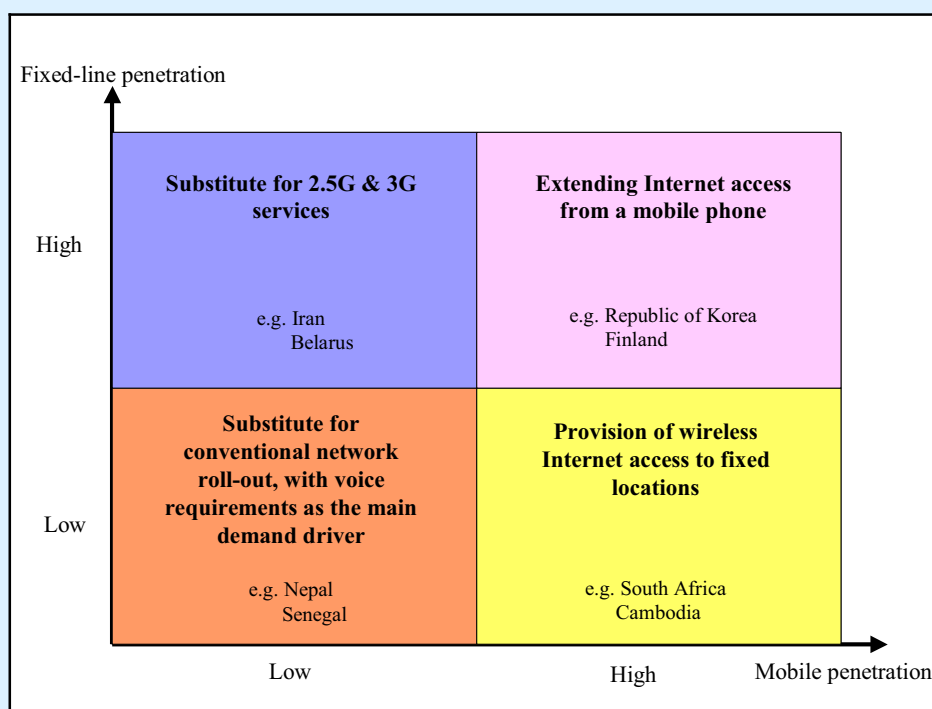 Fixed-line penetration
High
Substitute for 2.5G & 3G
services
e.g. Iran
Belarus
Extending Internet access
from a mobile phone
e.g. Republic of Korea
Finland
Low
Substitute for
conventional network
roll-out, with voice
requirements as the main
demand driver
e.g. Nepal
Senegal
Provision of wireless
Internet access to fixed
locations
e.g. South Africa
Cambodia
Low
High
Mobile penetration